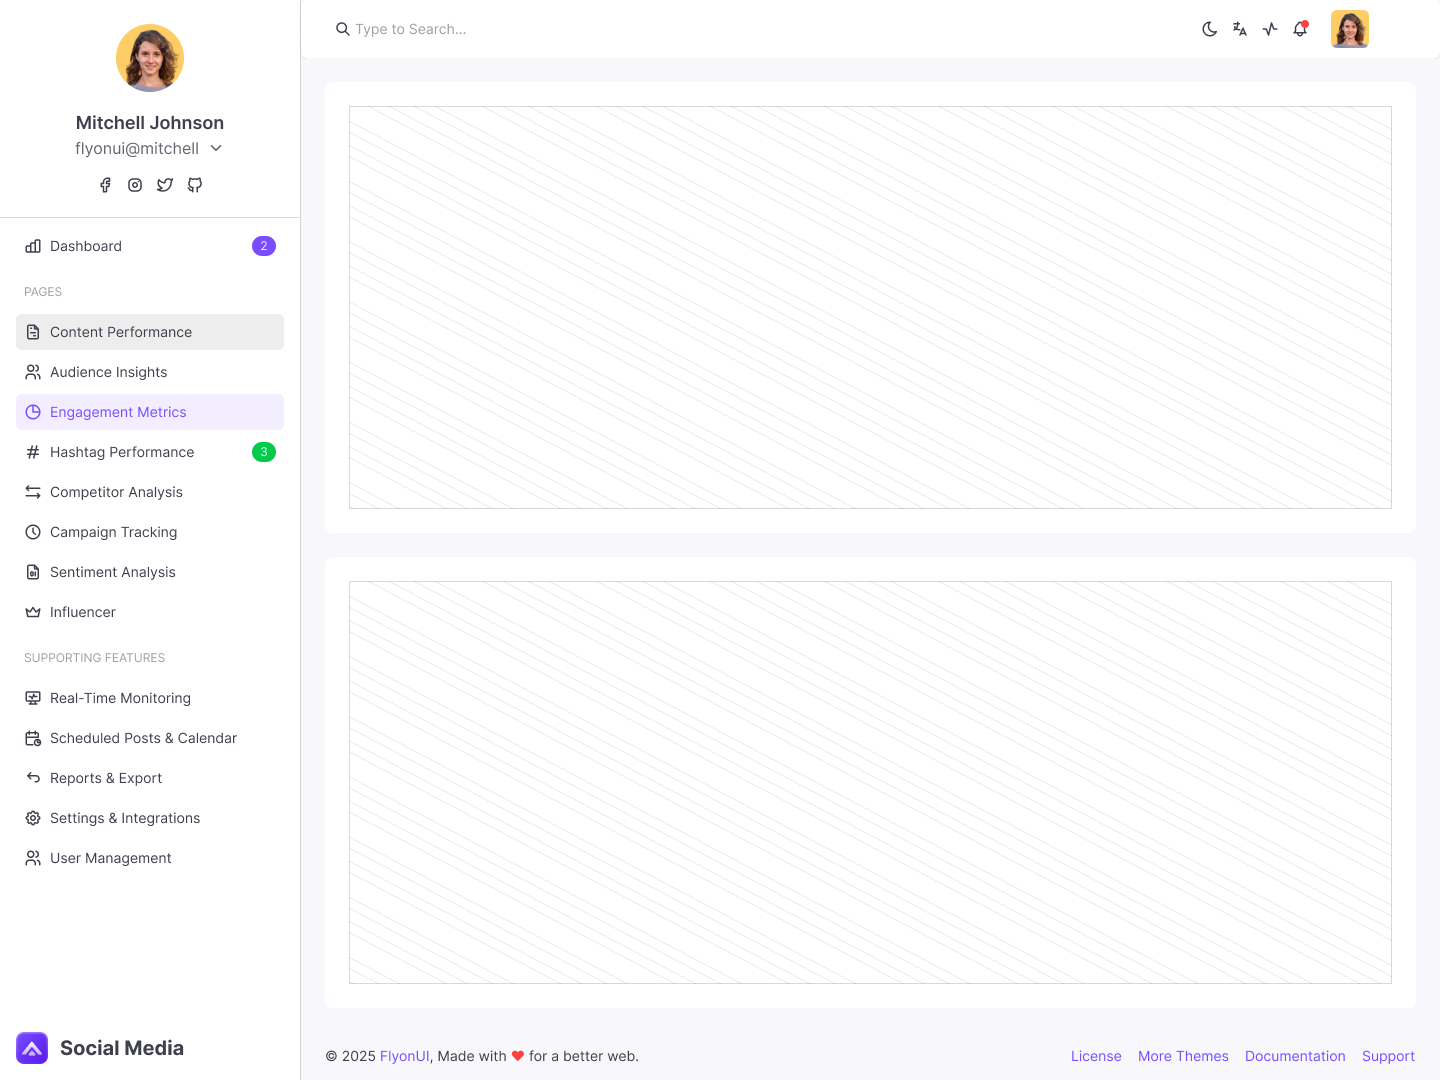 Mitchell Johnson
flyonui@mitchell
Dashboard 2
PAGES
Content Performance
Audience Insights
Engagement Metrics
Hashtag Performance 3
Competitor Analysis
Campaign Tracking
Sentiment Analysis
Influencer
SUPPORTING FEATURES
Real-Time Monitoring
Scheduled Posts & Calendar
Reports & Export
Settings & Integrations
User Management
Social Media
Type to Search...
© 2025 FlyonUI, Made with ❤ for a better web.
License More Themes Documentation Support